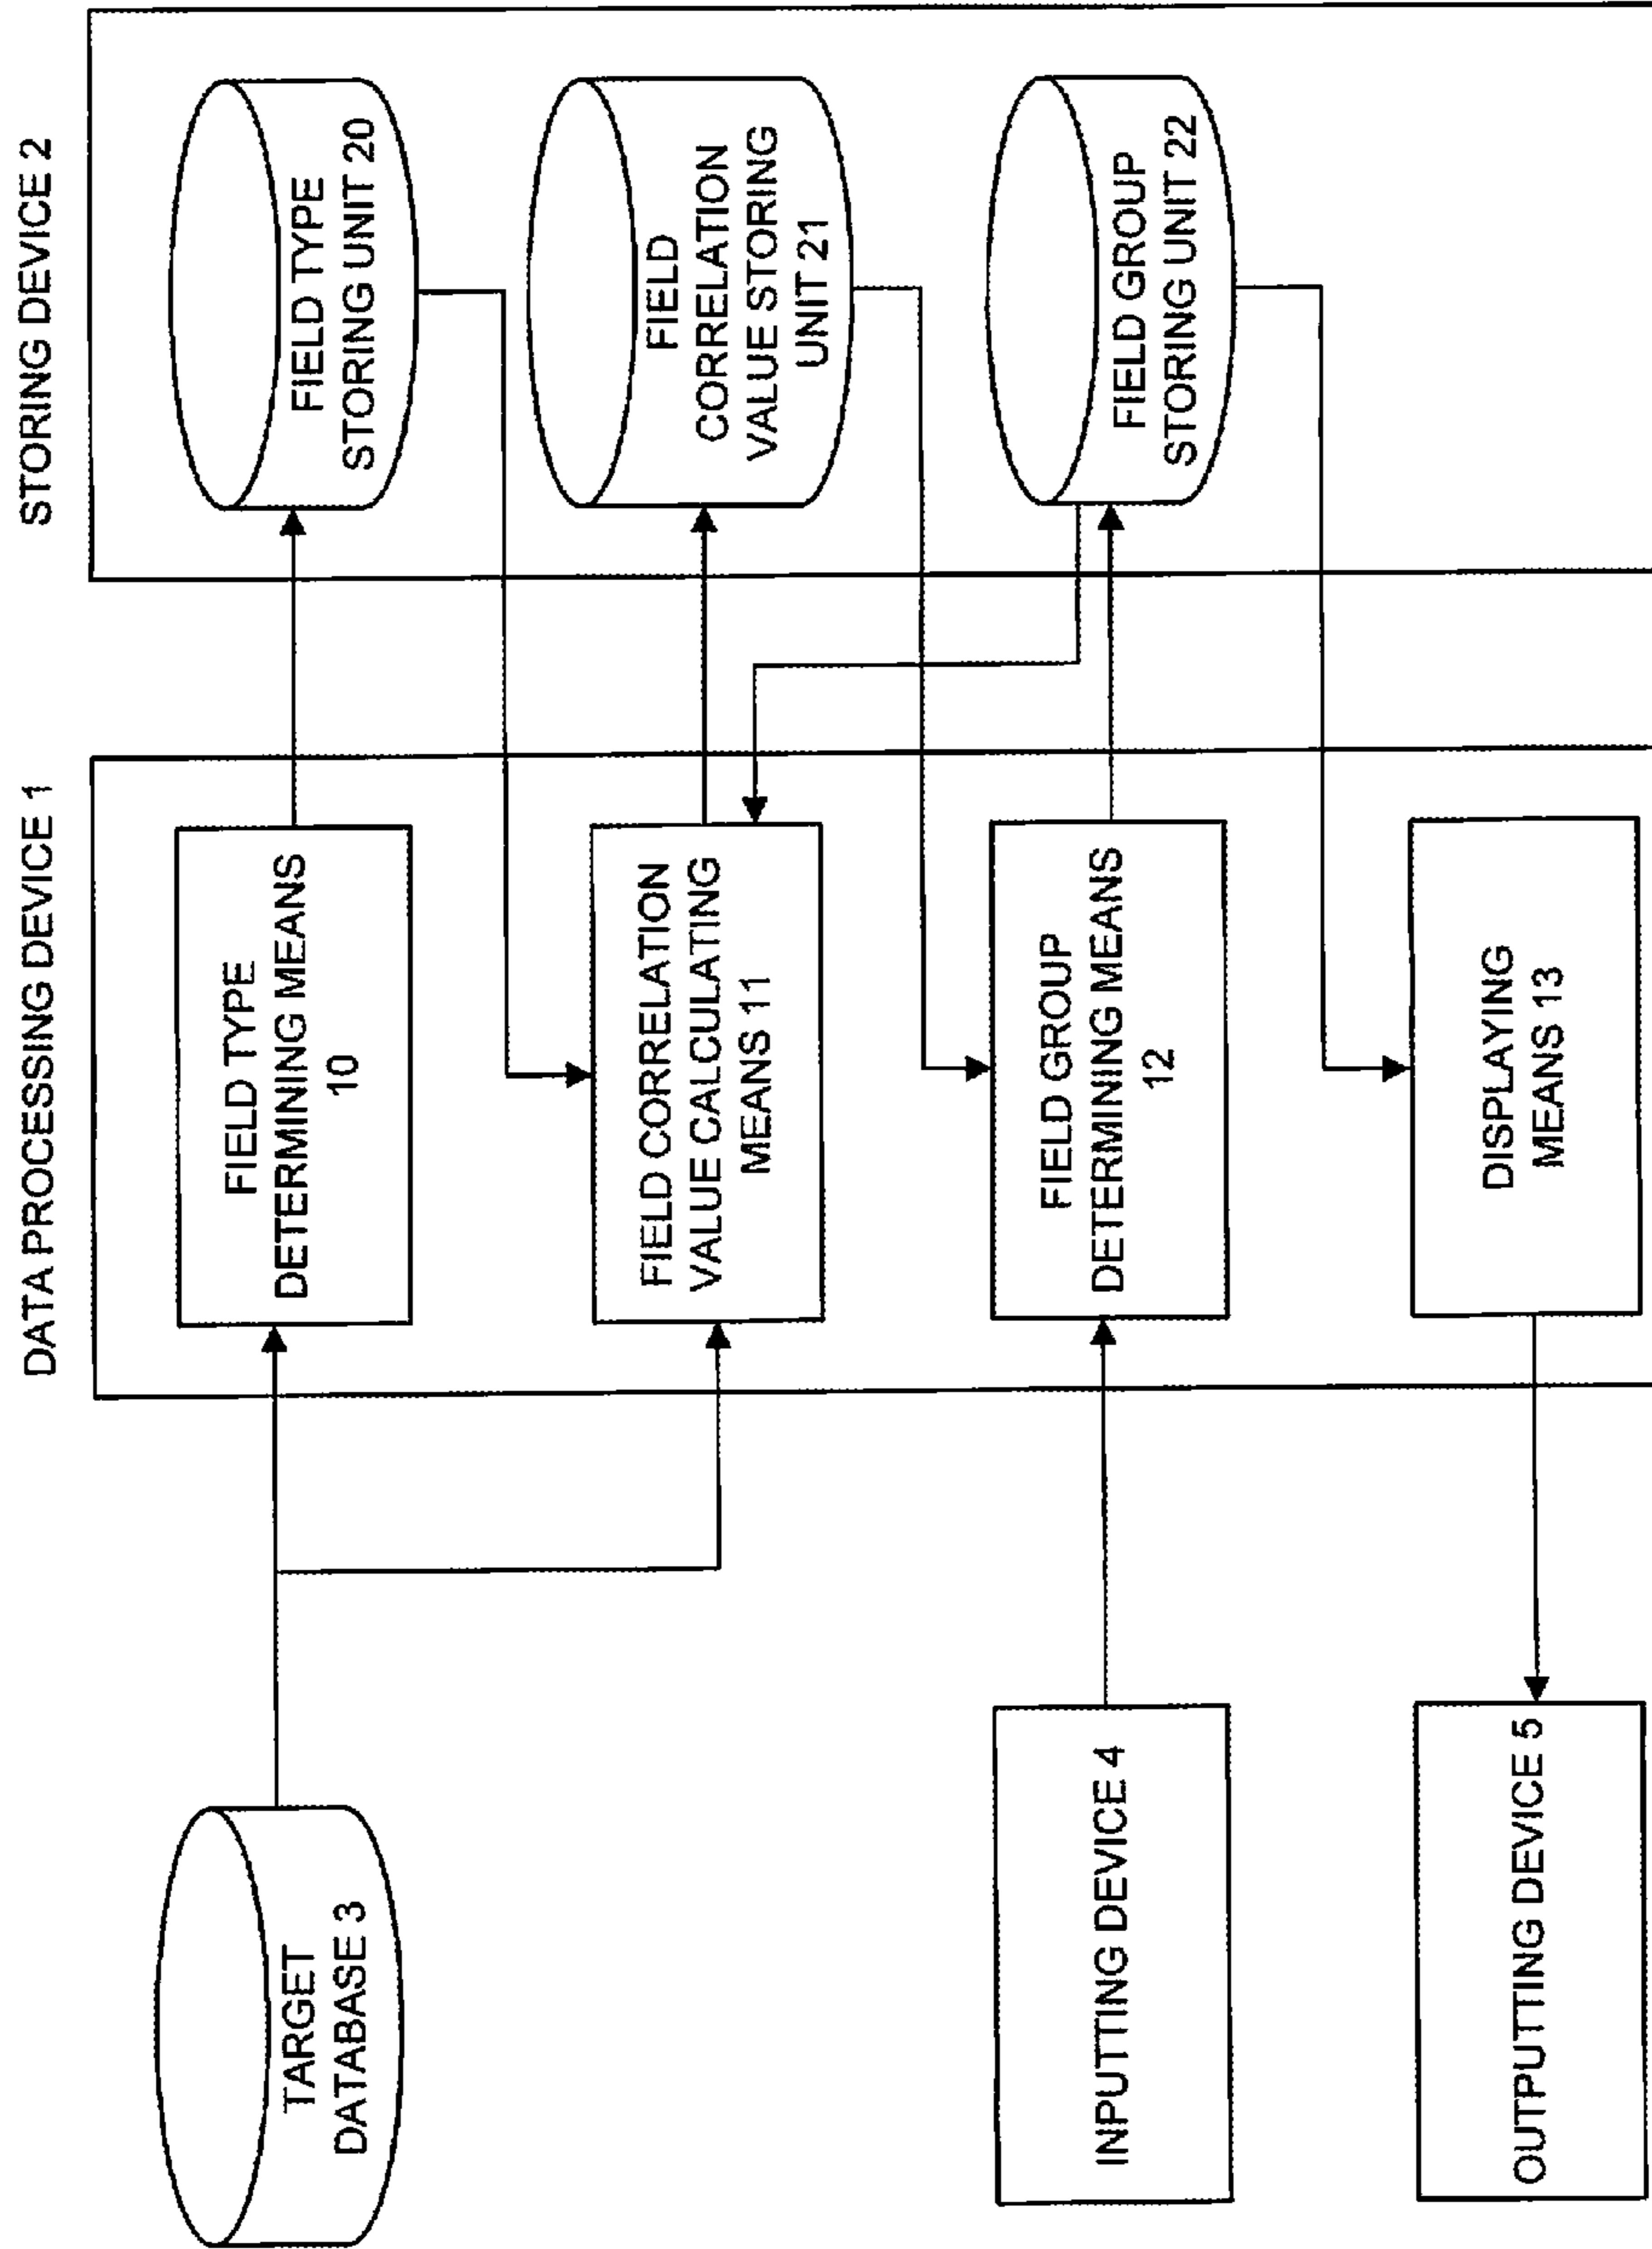 DATA PROCESSING DEVICE 1
STORING DEVICE 2
TARGET
DATABASE 3
FIELD TYPE
DETERMINING MEANS
10
FIELD TYPE
STORING UNIT 20
FIELD CORRELATION
VALUE CALCULATING
MEANS 11
FIELD
CORRELATION
VALUE STORING
UNIT 21
INPUTTING DEVICE 4
FIELD GROUP
DETERMINING MEANS
12
FIELD GROUP
STORING UNIT 22
OUTPUTTING DEVICE 5
DISPLAYING
MEANS 13